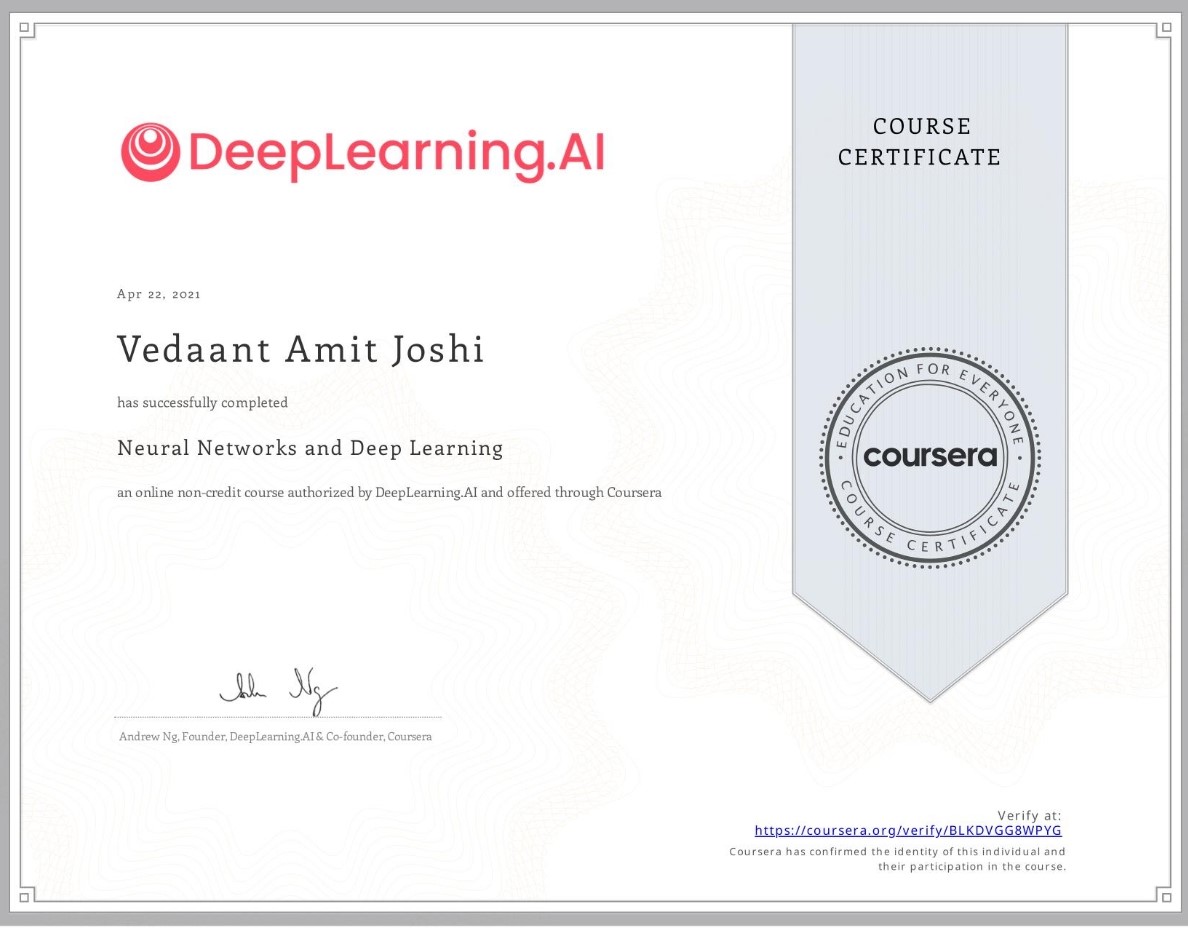 DeepLearning.AI
COURSE
CERTIFICATE
Apr 22, 2021
Vedaant Amit Joshi
has successfully completed
Neural Networks and Deep Learning
an online non-credit course authorized by DeepLearning.AI and offered through Coursera
EDUCATION FOR EVERYONE
coursera
COURSE CERTIFICATE
Andrew Ng, Founder, DeepLearning.AI & Co-founder, Coursera
Verify at:
https://coursera.org/verify/BLKDVGG8WPYG
Coursera has confirmed the identity of this individual and
their participation in the course.